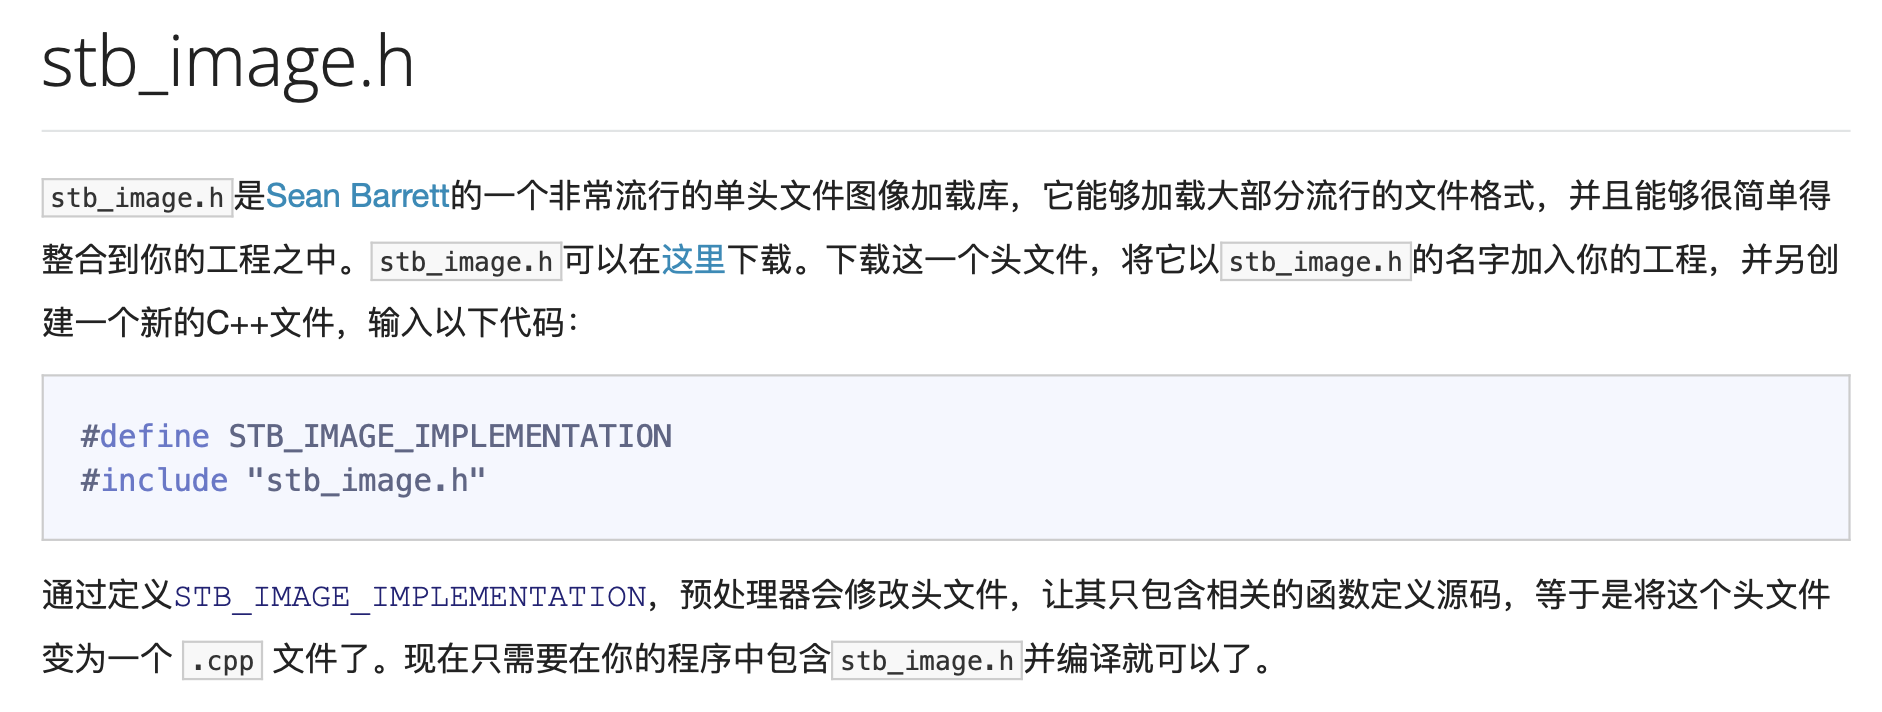 stb_image.h
stb_image.h是Sean Barrett的一个非常流行的单头文件图像加载库，它能够加载大部分流行的文件格式，并且能够很简单得
整合到你的工程之中。stb_image.h可以在这里下载。下载这一个头文件，将它以stb_image.h的名字加入你的工程，并另创
建一个新的C++文件，输入以下代码：
#define STB_IMAGE_IMPLEMENTATION
#include "stb_image.h"
通过定义STB_IMAGE_IMPLEMENTATION，预处理器会修改头文件，让其只包含相关的函数定义源码，等于是将这个头文件
变为一个 .cpp 文件了。现在只需要在你的程序中包含stb_image.h并编译就可以了。